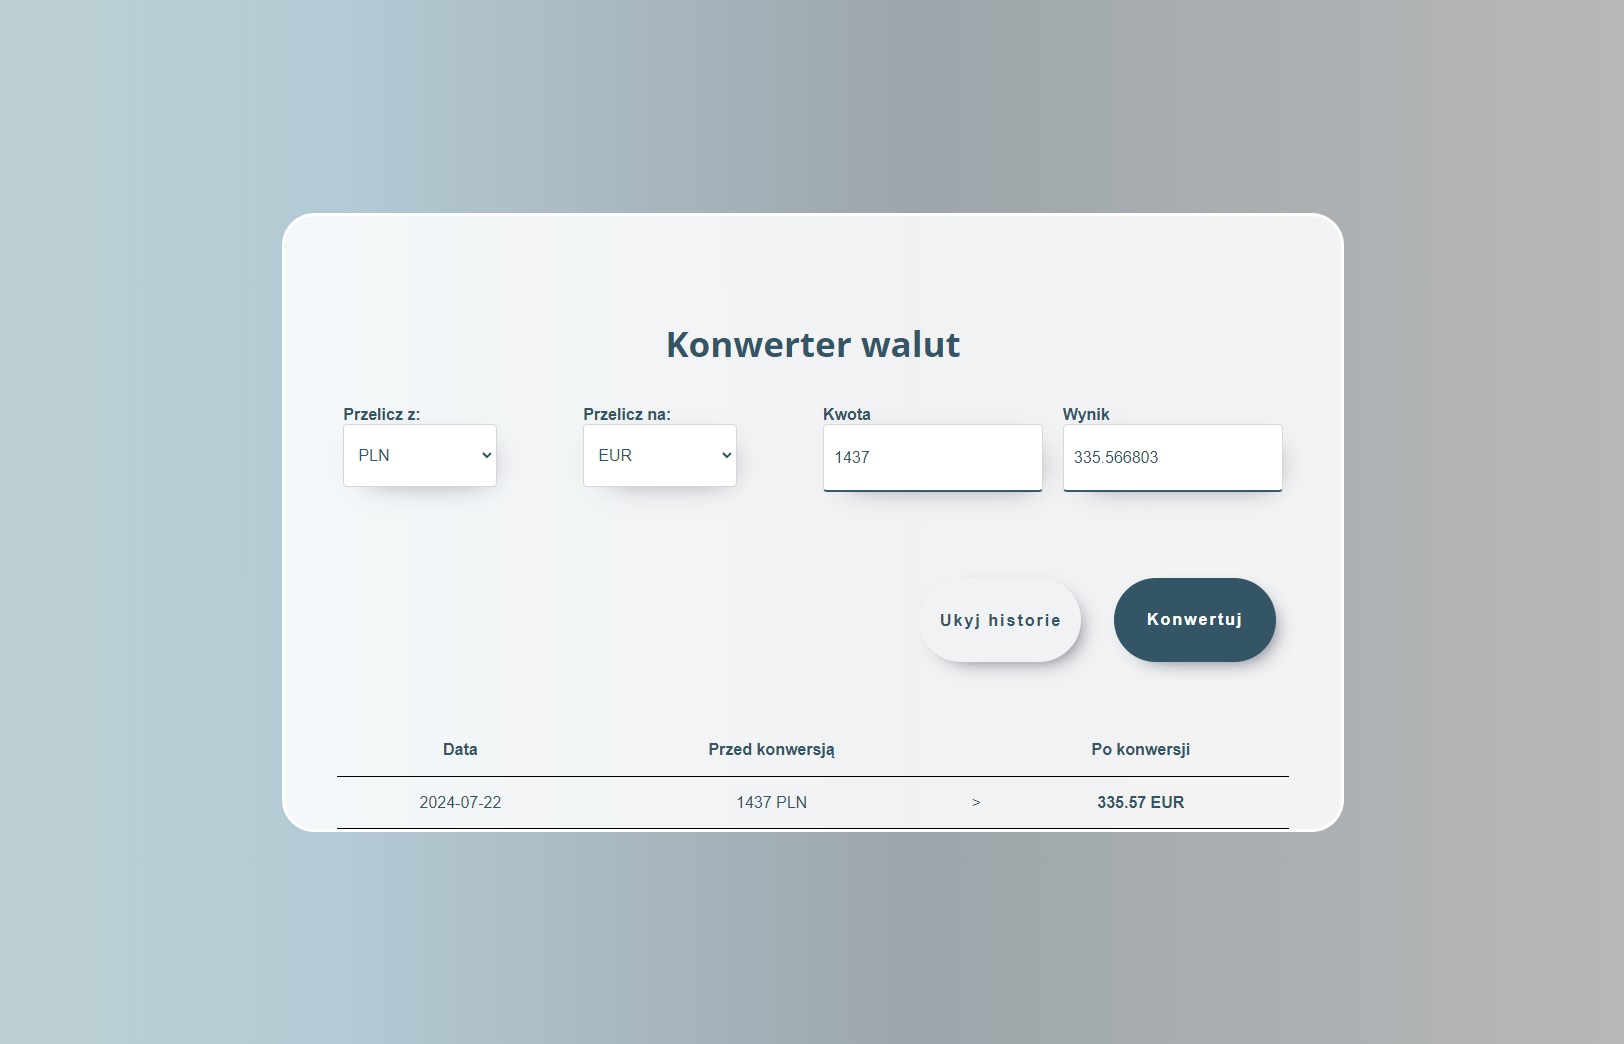 Konwerter walut
Przelicz z:
Przelicz na:
Kwota
Wynik
PLN
EUR
1437
335.566803
Ukyj historie
Konwertuj
Data Przed konwersją Po konwersji
2024-07-22 1437 PLN > 335.57 EUR